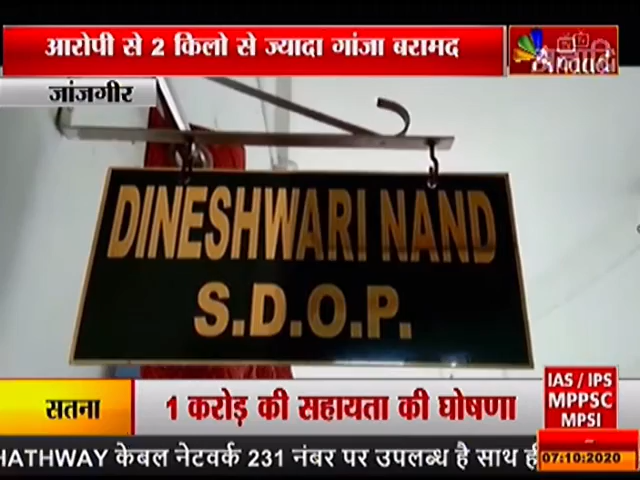 आरोपी से 2 किलो से ज्यादा गांजा बरामद
जांजगीर
DINESHWARI NAND
S.D.O.P.
सतना
1 करोड़ की सहायता की घोषणा
IAS / IPS
MPPSC
MPSI
HATHWAY केबल नेटवर्क 231 नंबर पर उपलब्ध है साथ ही
07:10:2020